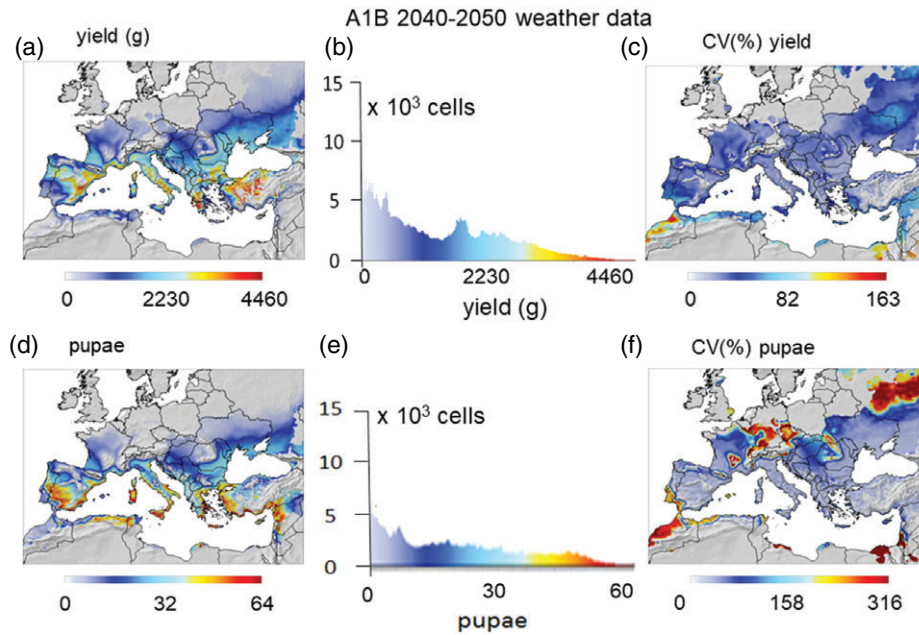 A1B 2040-2050 weather data
(a) yield (g)
(b)
(c) CV(%) yield
15
x 10³ cells
10
5
0
0 2230 4460
yield (g)
0 2230 4460
0 82 163
(d) pupae
(e)
(f) CV(%) pupae
15
x 10³ cells
10
5
0
0 30 60
pupae
0 32 64
0 158 316